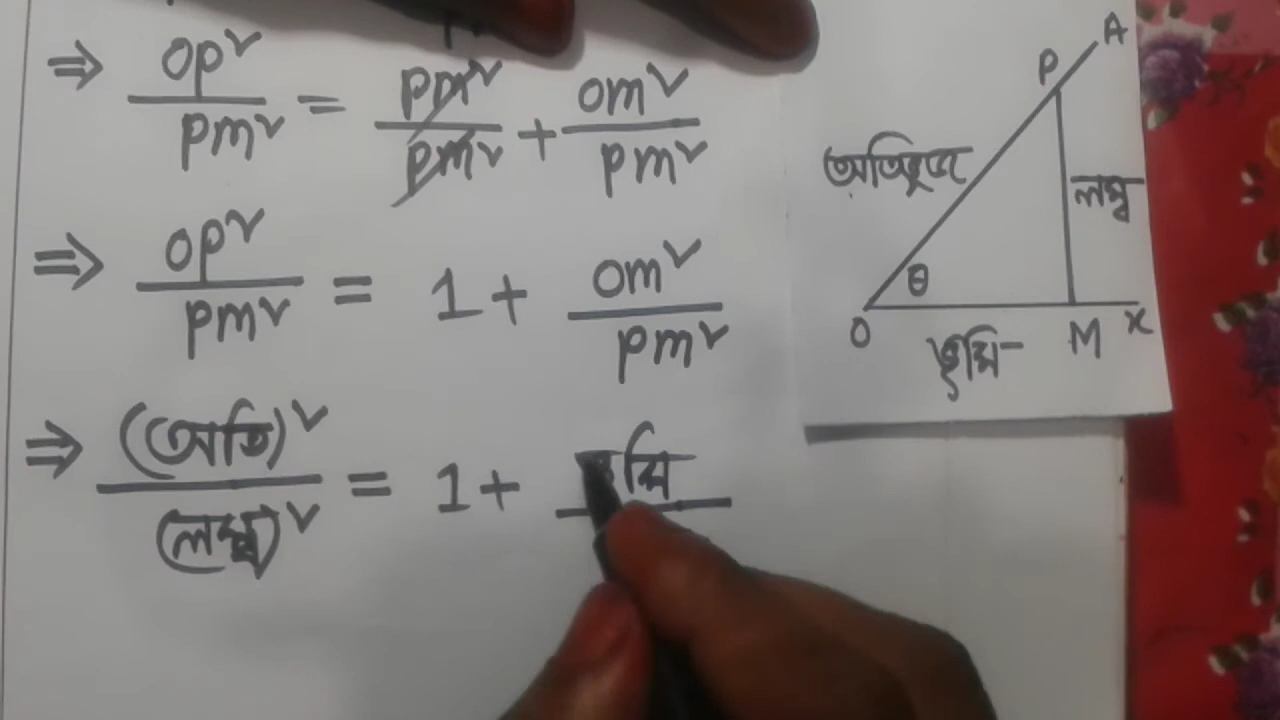 ⇒ OP²/PM² = PM²/PM² + OM²/PM²
⇒ OP²/PM² = 1 + OM²/PM²
⇒ (অতি)²/(লম্ব)² = 1 +
A
P
অতিভুজ
লম্ব
θ
O
M
X
ভূমি